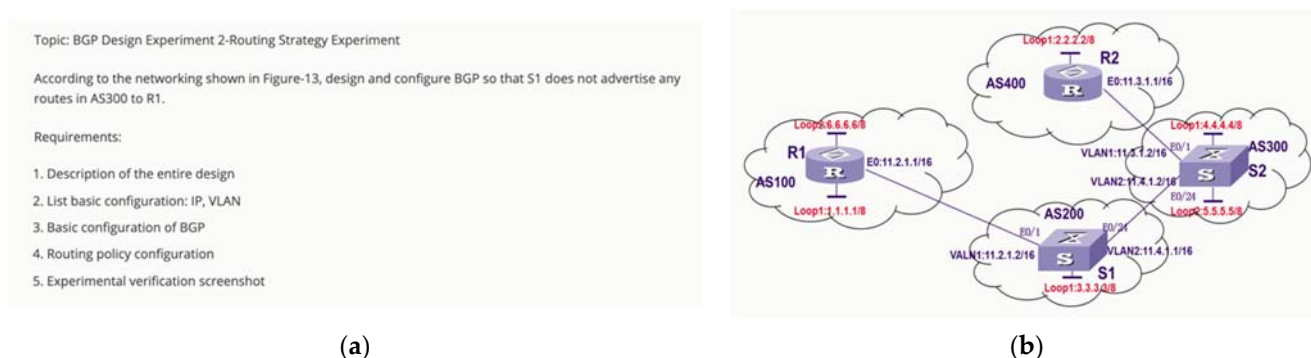 Topic: BGP Design Experiment 2-Routing Strategy Experiment
According to the networking shown in Figure-13, design and configure BGP so that S1 does not advertise any
routes in AS300 to R1.
Requirements:
1. Description of the entire design
2. List basic configuration: IP, VLAN
3. Basic configuration of BGP
4. Routing policy configuration
5. Experimental verification screenshot
(a)
Loop1:2.2.2.2/8
R2
AS400
E0:11.3.1.1/16
R
Loop2:6.6.6.6/8
R1
E0:11.2.1.1/16
AS100
R
Loop1:1.1.1.1/8
Loop1:4.4.4.4/8
E0/1
AS300
VLAN1:11.3.1.2/16
S2
VLAN2:11.4.1.2/16
S
E0/24
Loop2:5.5.5.5/8
AS200
E0/1
E0/24
VALN1:11.2.1.2/16
VLAN2:11.4.1.1/16
S
S1
Loop1:3.3.3.3/8
(b)